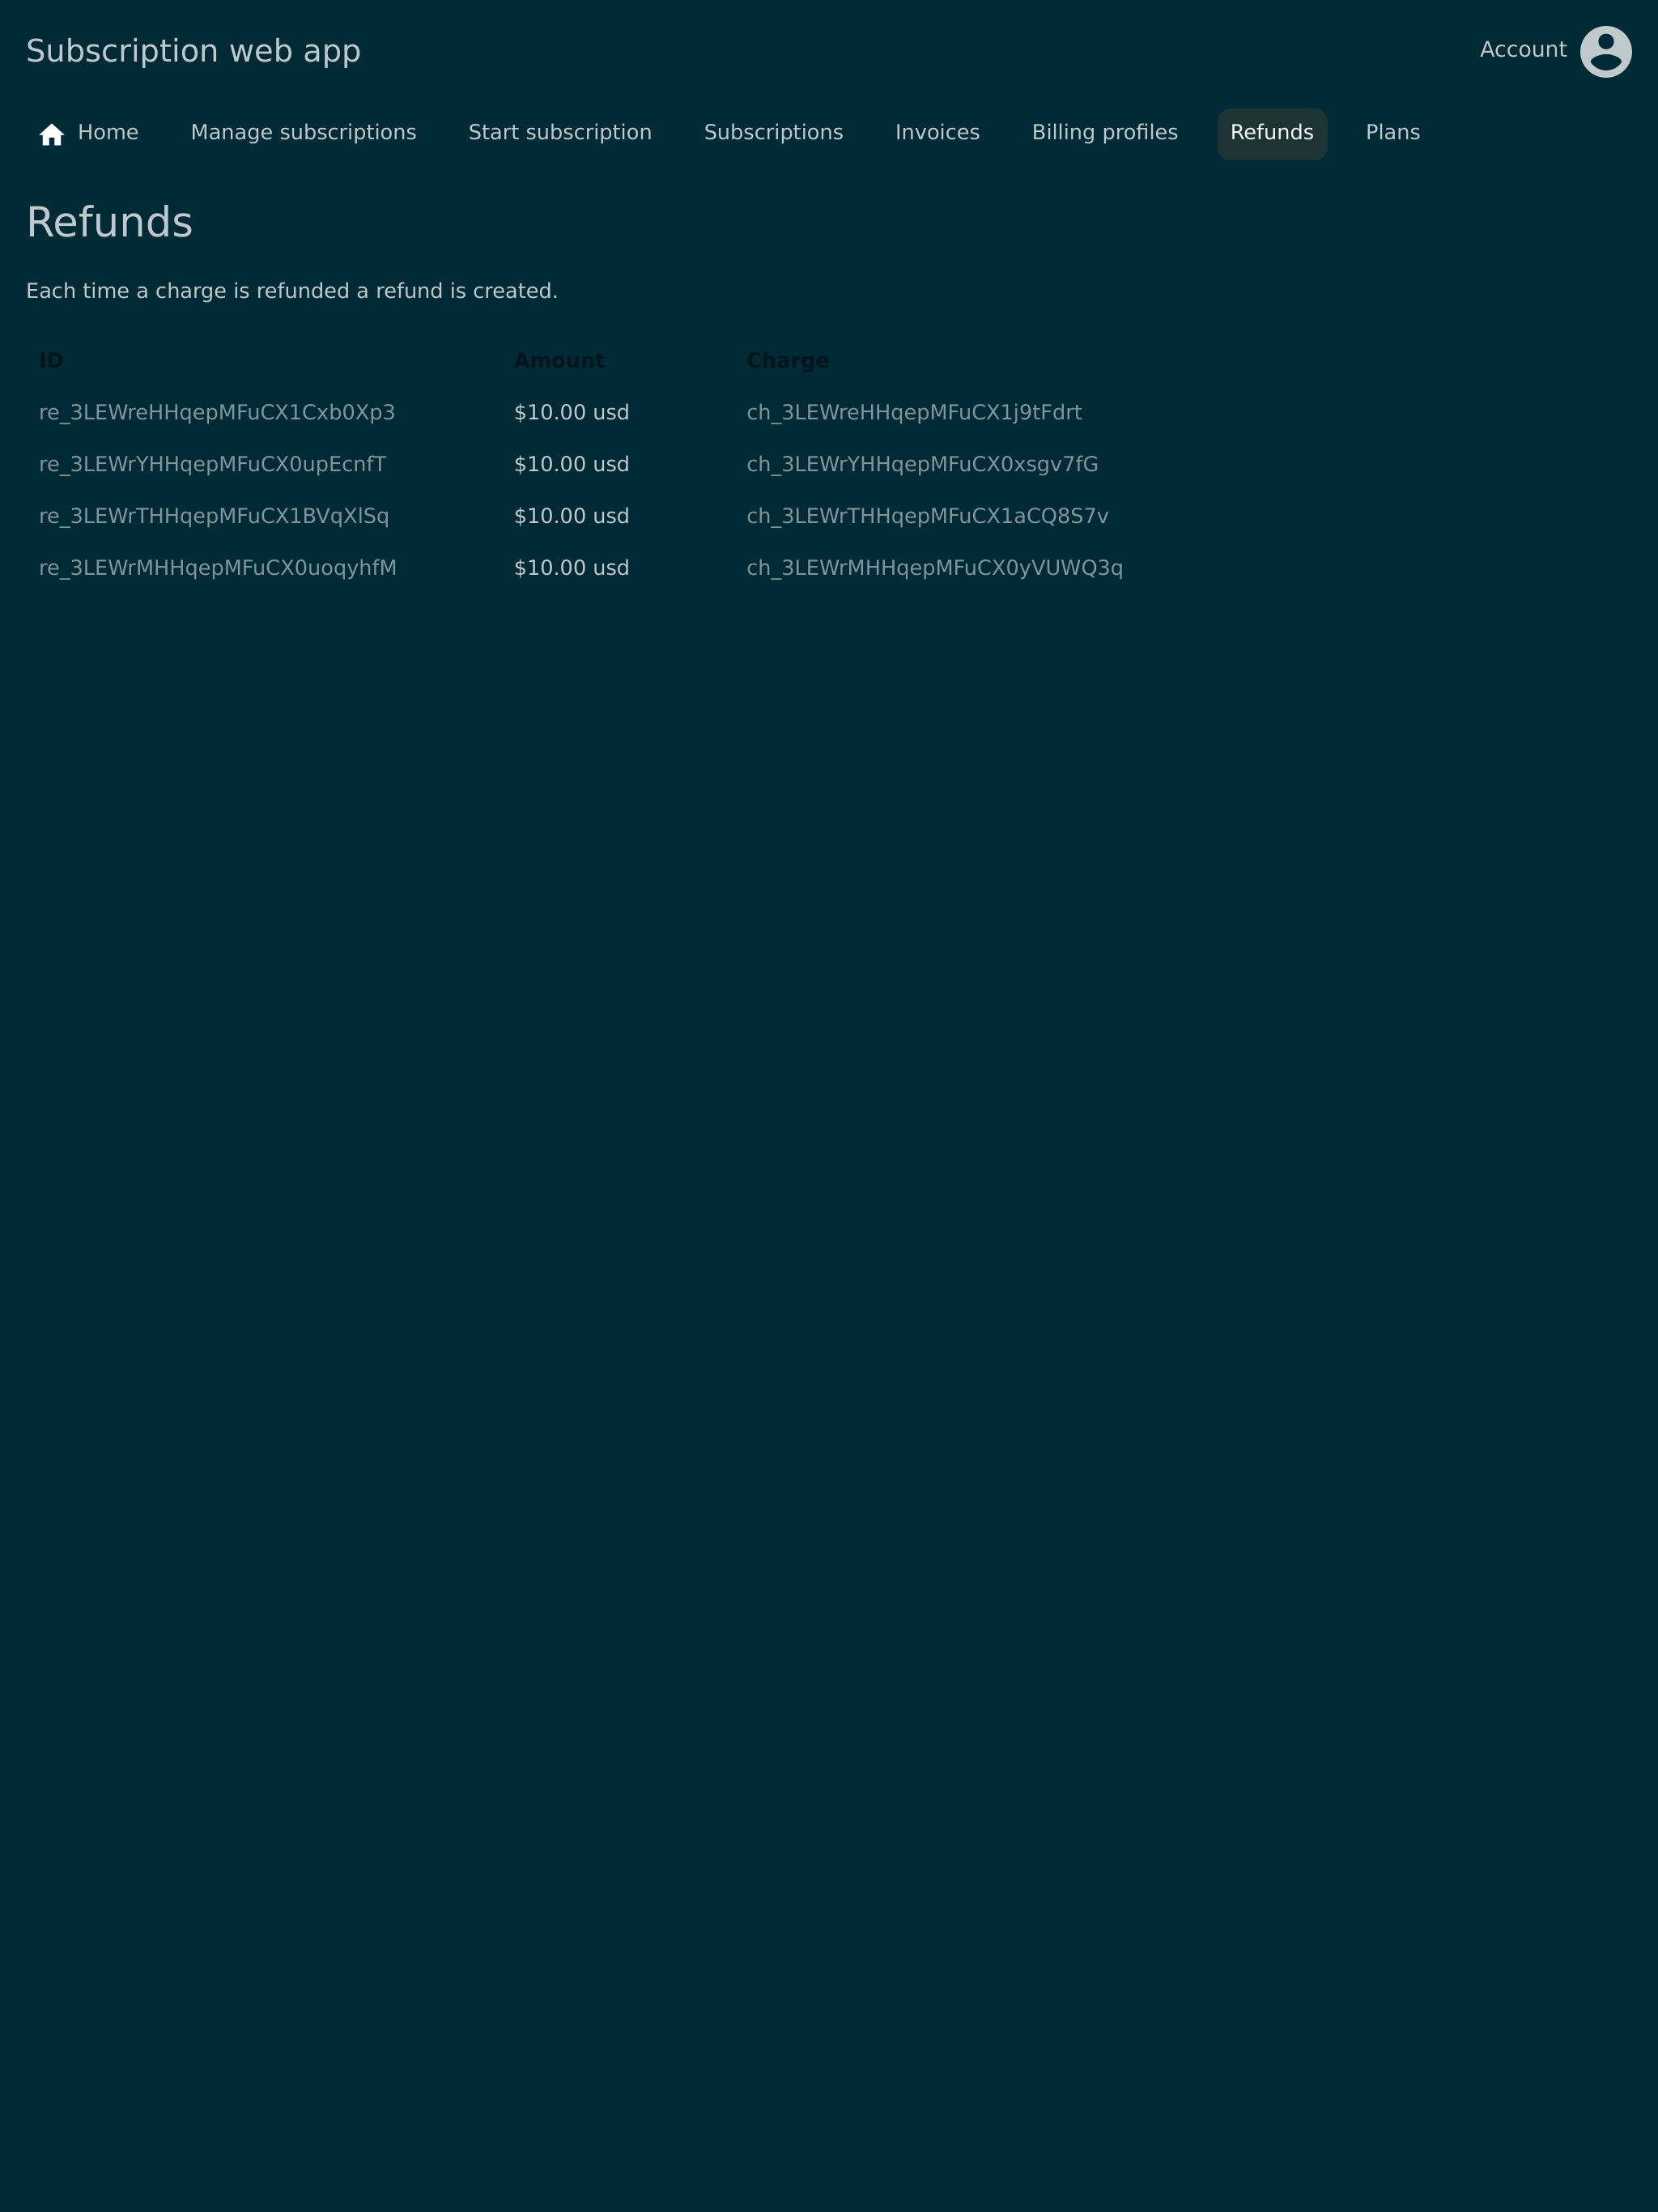 Subscription web app
Account
Home Manage subscriptions Start subscription Subscriptions Invoices Billing profiles Refunds Plans
Refunds
Each time a charge is refunded a refund is created.
ID Amount Charge
re_3LEWreHHqepMFuCX1Cxb0Xp3 $10.00 usd ch_3LEWreHHqepMFuCX1j9tFdrt
re_3LEWrYHHqepMFuCX0upEcnfT $10.00 usd ch_3LEWrYHHqepMFuCX0xsgv7fG
re_3LEWrTHHqepMFuCX1BVqXlSq $10.00 usd ch_3LEWrTHHqepMFuCX1aCQ8S7v
re_3LEWrMHHqepMFuCX0uoqyhfM $10.00 usd ch_3LEWrMHHqepMFuCX0yVUWQ3q